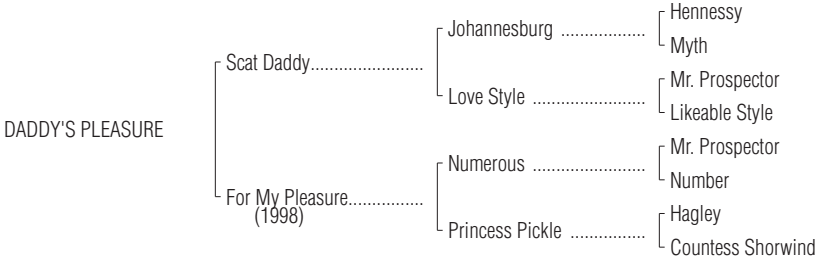 Hennessy
Johannesburg ..................
Myth
Scat Daddy.......................
Mr. Prospector
Love Style ........................
Likeable Style
DADDY'S PLEASURE
Mr. Prospector
Numerous ........................
Number
For My Pleasure................
(1998)
Hagley
Princess Pickle ................
Countess Shorwind